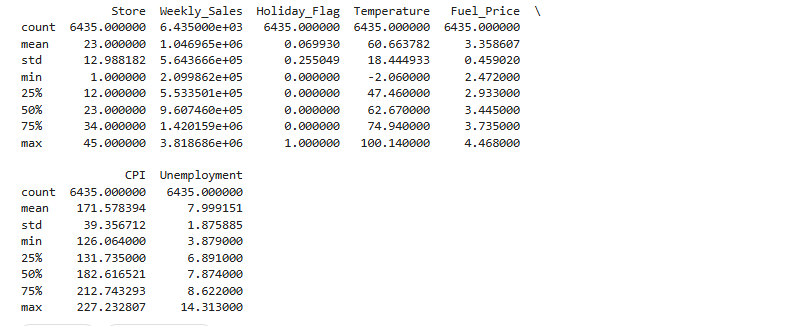 Store Weekly_Sales Holiday_Flag Temperature Fuel_Price \
count 6435.000000 6.435000e+03 6435.000000 6435.000000 6435.000000
mean 23.000000 1.046965e+06 0.069930 60.663782 3.358607
std 12.988182 5.643666e+05 0.255049 18.444933 0.459020
min 1.000000 2.099862e+05 0.000000 -2.060000 2.472000
25% 12.000000 5.533501e+05 0.000000 47.460000 2.933000
50% 23.000000 9.607460e+05 0.000000 62.670000 3.445000
75% 34.000000 1.420159e+06 0.000000 74.940000 3.735000
max 45.000000 3.818686e+06 1.000000 100.140000 4.468000
CPI Unemployment
count 6435.000000 6435.000000
mean 171.578394 7.999151
std 39.356712 1.875885
min 126.064000 3.879000
25% 131.735000 6.891000
50% 182.616521 7.874000
75% 212.743293 8.622000
max 227.232807 14.313000